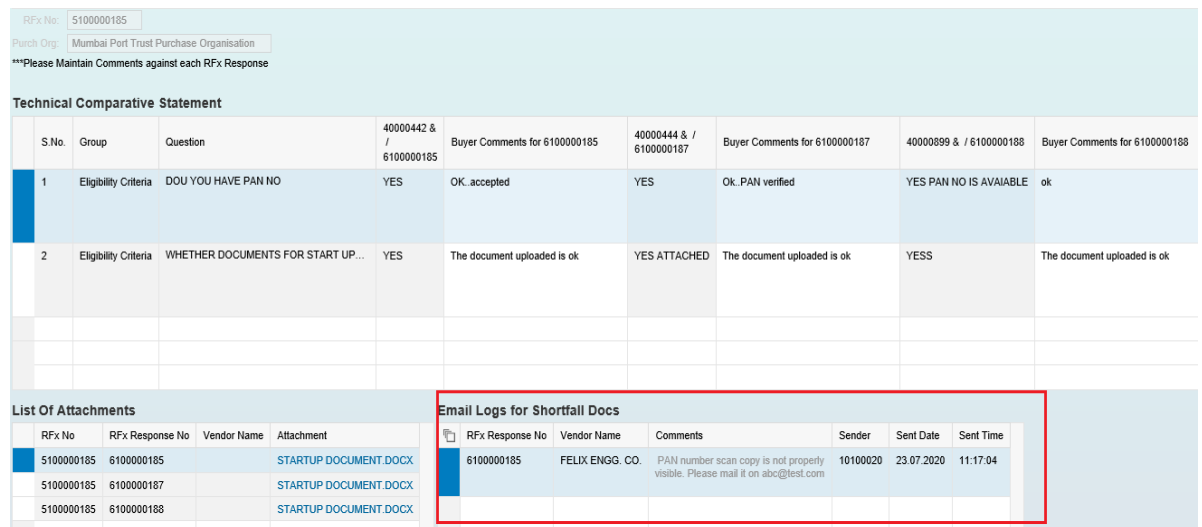 RFx No: 5100000185
Purch Org: Mumbai Port Trust Purchase Organisation
***Please Maintain Comments against each RFx Response
Technical Comparative Statement
S.No. Group Question 40000442 & / 6100000185 Buyer Comments for 6100000185 40000444 & / 6100000187 Buyer Comments for 6100000187 40000899 & / 6100000188 Buyer Comments for 6100000188
1 Eligibility Criteria DOU YOU HAVE PAN NO YES OK..accepted YES Ok..PAN verified YES PAN NO IS AVAIABLE ok
2 Eligibility Criteria WHETHER DOCUMENTS FOR START UP... YES The document uploaded is ok YES ATTACHED The document uploaded is ok YESS The document uploaded is ok
List Of Attachments
RFx No RFx Response No Vendor Name Attachment
5100000185 6100000185 STARTUP DOCUMENT.DOCX
5100000185 6100000187 STARTUP DOCUMENT.DOCX
5100000185 6100000188 STARTUP DOCUMENT.DOCX
Email Logs for Shortfall Docs
RFx Response No Vendor Name Comments Sender Sent Date Sent Time
6100000185 FELIX ENGG. CO. PAN number scan copy is not properly 10100020 23.07.2020 11:17:04
visible. Please mail it on abc@test.com